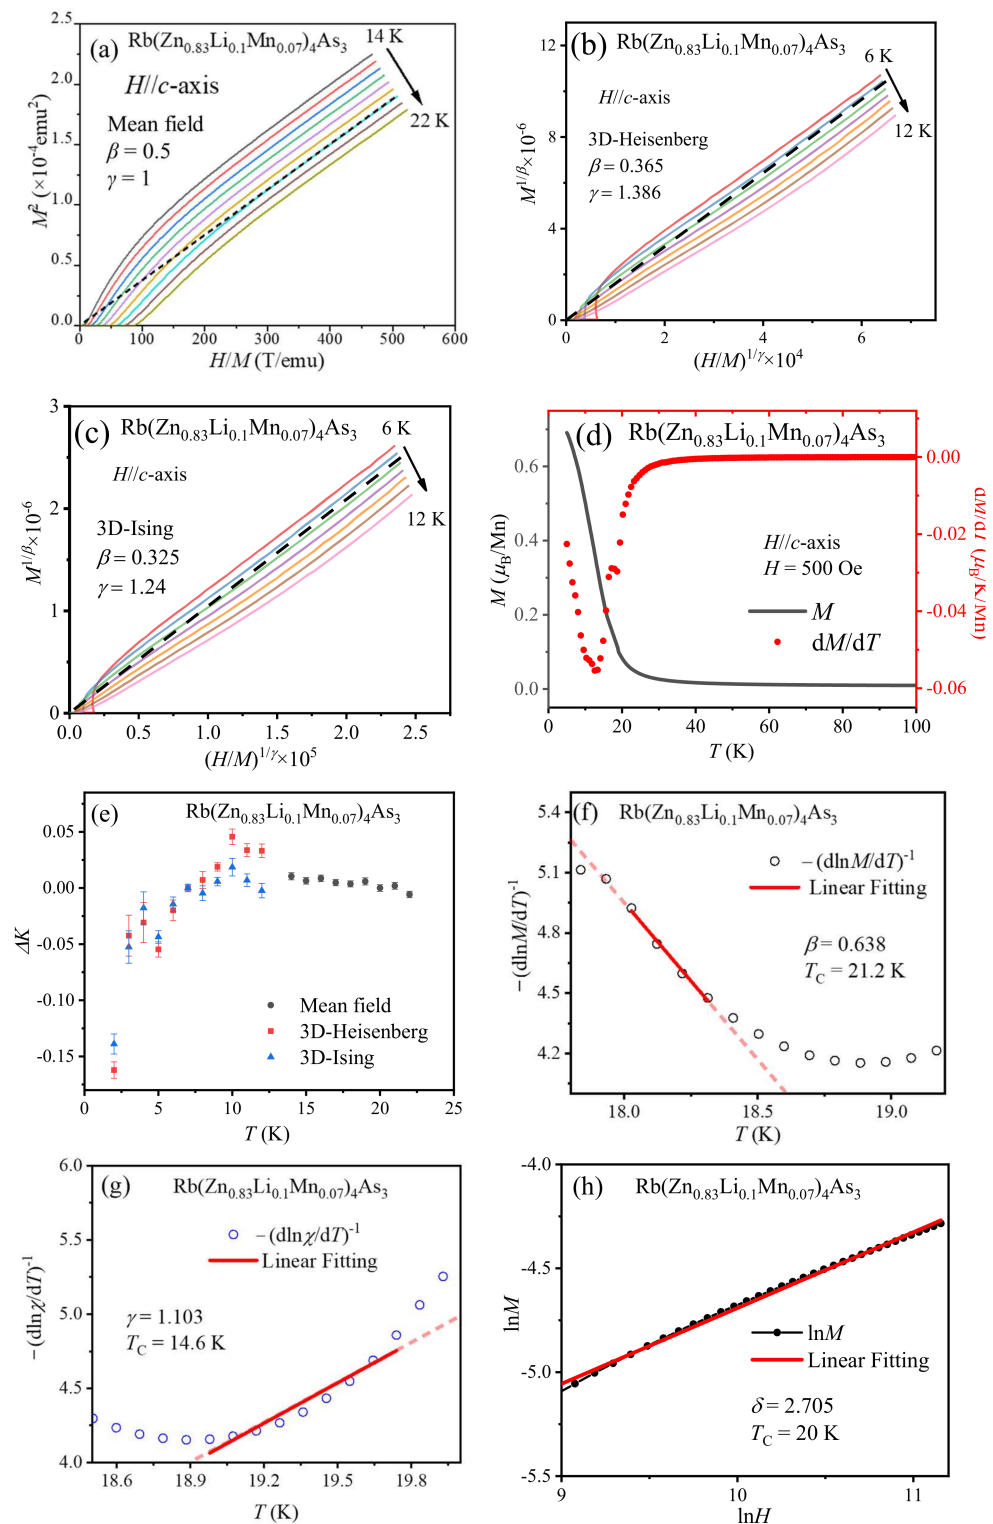 (a) Rb(Zn0.83Li0.1Mn0.07)4As3
14 K
H//c-axis
Mean field
β = 0.5
γ = 1
22 K
M2 (×10-4emu2)
2.5
2.0
1.5
1.0
0.5
0.0
0 100 200 300 400 500 600
H/M (T/emu)
(b) Rb(Zn0.83Li0.1Mn0.07)4As3
6 K
H//c-axis
12 K
3D-Heisenberg
β = 0.365
γ = 1.386
M1/β×10-6
12
8
4
0
0 2 4 6
(H/M)1/γ×104
(c) Rb(Zn0.83Li0.1Mn0.07)4As3
6 K
H//c-axis
12 K
3D-Ising
β = 0.325
γ = 1.24
M1/β×10-6
3
2
1
0
0.0 0.5 1.0 1.5 2.0 2.5
(H/M)1/γ×105
(d) Rb(Zn0.83Li0.1Mn0.07)4As3
H//c-axis
H = 500 Oe
M
dM/dT
M (μB/Mn)
0.6
0.4
0.2
0.0
0.00
-0.02
-0.04
-0.06
dM/dT (μB/K/Mn)
0 20 40 60 80 100
T (K)
(e) Rb(Zn0.83Li0.1Mn0.07)4As3
Mean field
3D-Heisenberg
3D-Ising
ΔK
0.05
0.00
-0.05
-0.10
-0.15
0 5 10 15 20 25
T (K)
(f)
Rb(Zn0.83Li0.1Mn0.07)4As3
–(dlnM/dT)-1
Linear Fitting
β = 0.638
TC = 21.2 K
–(dlnM/dT)-1
5.4
5.1
4.8
4.5
4.2
18.0 18.5 19.0
T (K)
(g) Rb(Zn0.83Li0.1Mn0.07)4As3
–(dlnχ/dT)-1
Linear Fitting
γ = 1.103
TC = 14.6 K
–(dlnχ/dT)-1
6.0
5.5
5.0
4.5
4.0
18.6 18.9 19.2 19.5 19.8
T (K)
(h) Rb(Zn0.83Li0.1Mn0.07)4As3
lnM
Linear Fitting
δ = 2.705
TC = 20 K
lnM
-4.0
-4.5
-5.0
-5.5
9 10 11
lnH